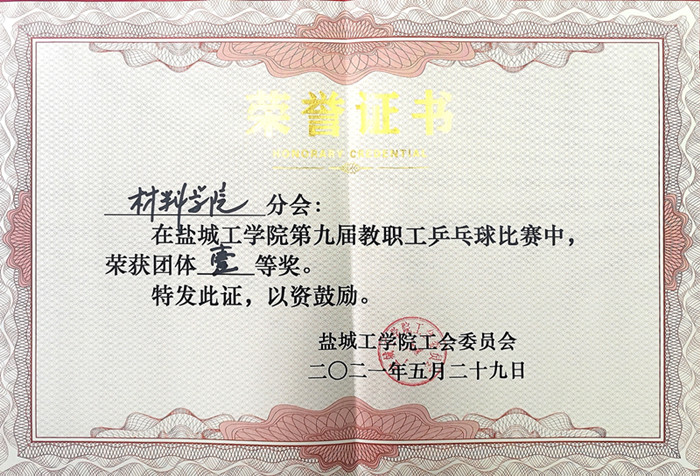 荣誉证书
HONORARY CREDENTIAL
材料学院 分会：
在盐城工学院第九届教职工乒乓球比赛中，
荣获团体 壹 等奖。
特发此证，以资鼓励。
盐城工学院工会委员会
二〇二一年五月二十九日